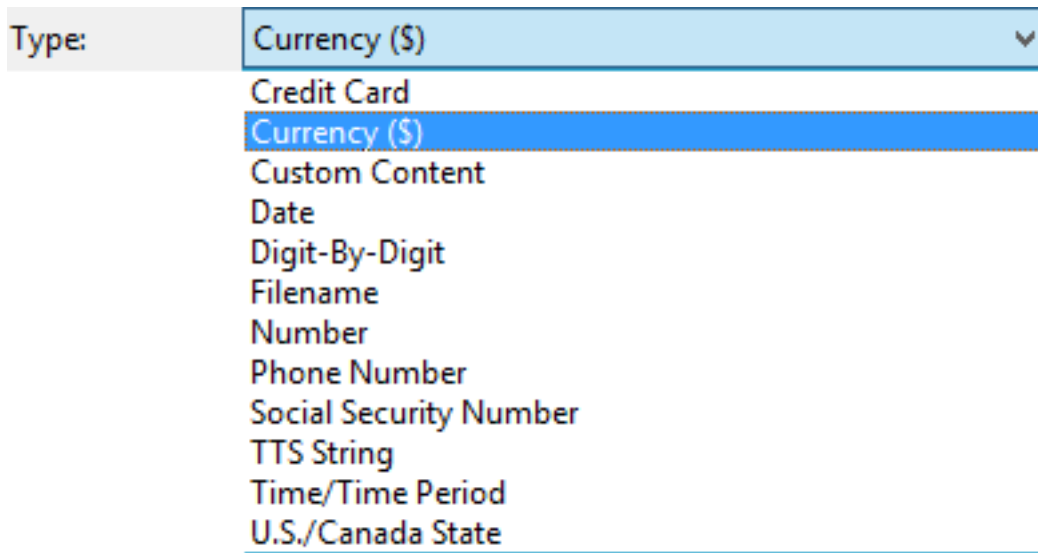 Type: Currency ($)
Credit Card
Currency ($)
Custom Content
Date
Digit-By-Digit
Filename
Number
Phone Number
Social Security Number
TTS String
Time/Time Period
U.S./Canada State